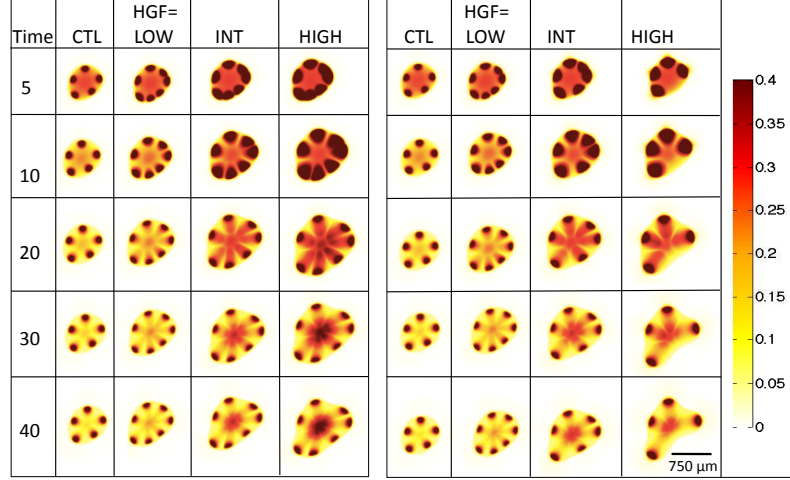 HGF=
Time CTL LOW INT HIGH
5
10
20
30
40
HGF=
CTL LOW INT HIGH
750 μm
0.4
0.35
0.3
0.25
0.2
0.15
0.1
0.05
0